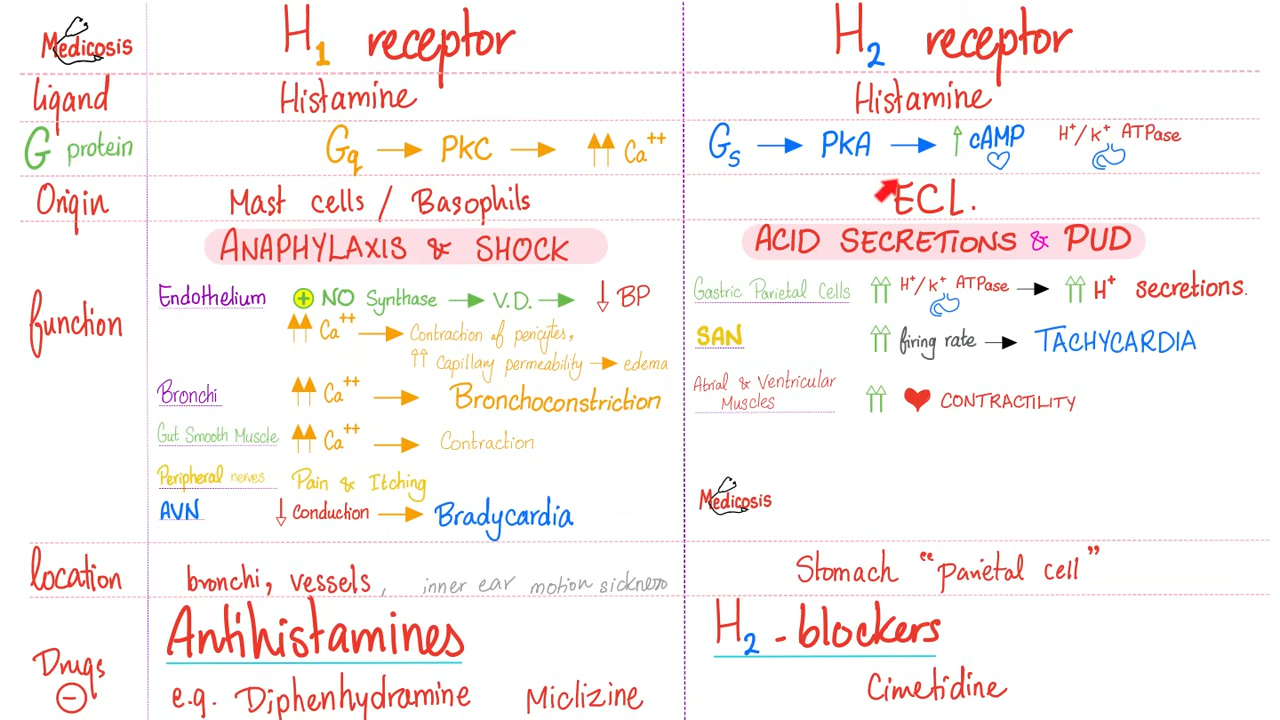 Medicosis
H1 receptor
H2 receptor
ligand
Histamine
Histamine
G protein
Gq → PKC → ↑↑ Ca++
Gs → PKA → ↑ cAMP H+/K+ ATPase
Origin
Mast cells / Basophils
ECL.
function
ANAPHYLAXIS & SHOCK
Endothelium + NO Synthase → V.D. → ↓ BP
↑↑ Ca++ → Contraction of pericytes,
↑↑ Capillary permeability → edema
Bronchi ↑↑ Ca++ → Bronchoconstriction
Gut Smooth Muscle ↑↑ Ca++ → Contraction
Peripheral nerves Pain & Itching
AVN ↓ Conduction → Bradycardia
ACID SECRETIONS & PUD
Gastric Parietal Cells ↑↑ H+/K+ ATPase → ↑↑ H+ secretions.
SAN ↑↑ firing rate → TACHYCARDIA
Atrial & Ventricular
Muscles ↑↑ ♥ CONTRACTILITY
Medicosis
location
bronchi, vessels, inner ear motion sickness
Stomach "parietal cell"
Drugs
−
Antihistamines
e.g. Diphenhydramine Miclizine
H2-blockers
Cimetidine